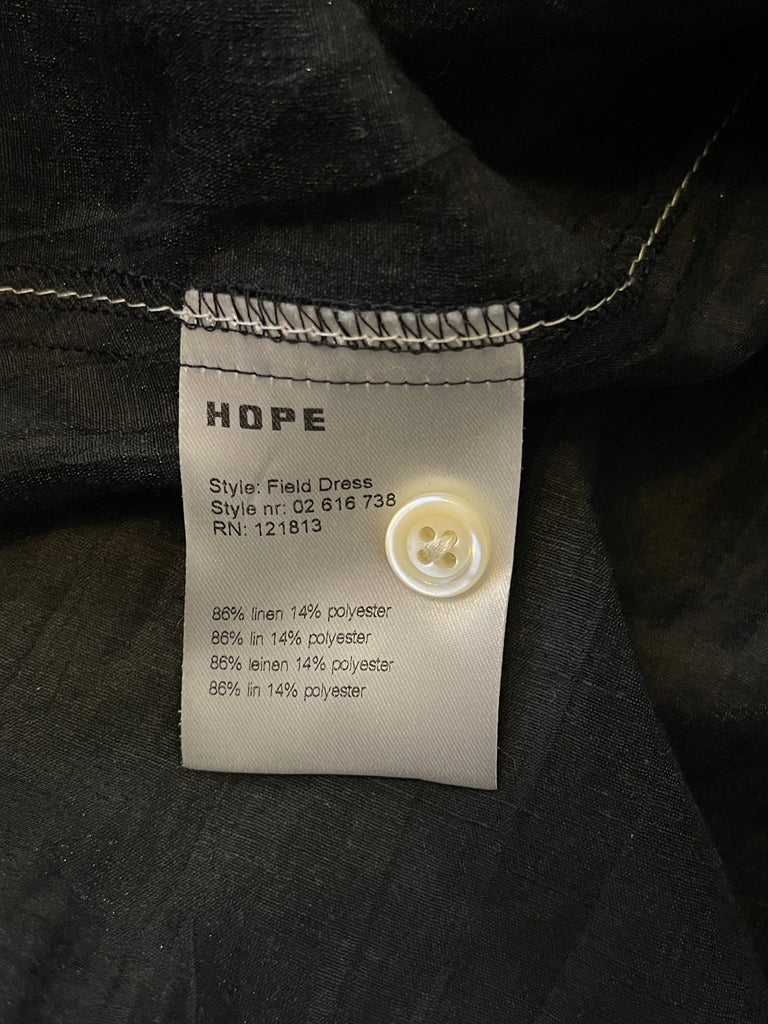 HOPE
Style: Field Dress
Style nr: 02 616 738
RN: 121813
86% linen 14% polyester
86% lin 14% polyester
86% leinen 14% polyester
86% lin 14% polyester